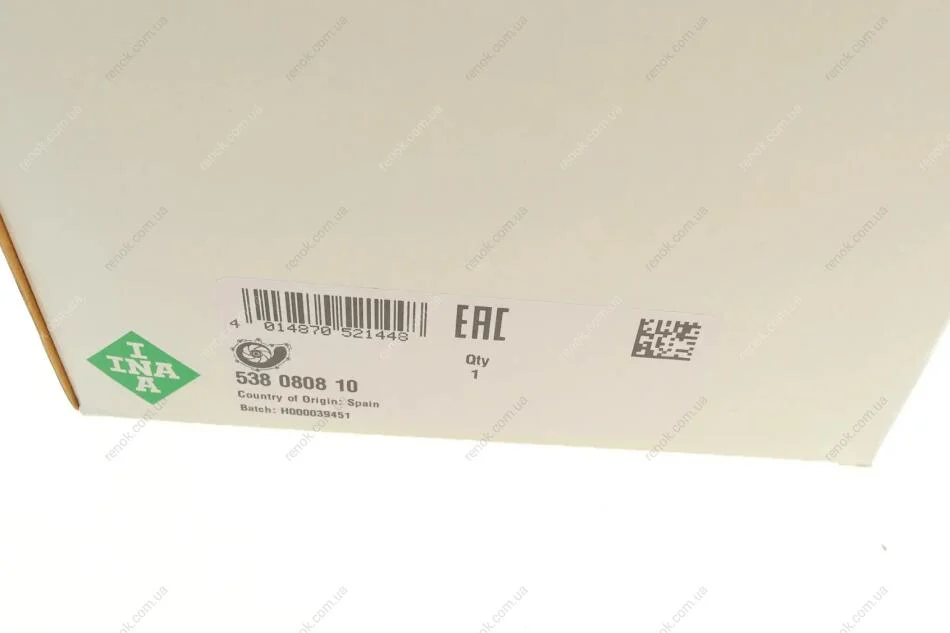 4 014870 521448
EAC
Qty
1
538 0808 10
Country of Origin: Spain
Batch: H000039451
INA
INA
renok.com.ua